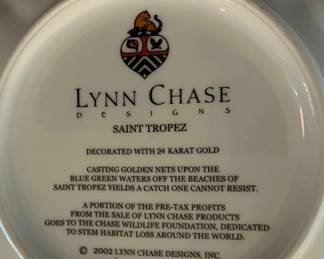 LYNN CHASE
DESIGNS
SAINT TROPEZ
DECORATED WITH 24 KARAT GOLD
CASTING GOLDEN NETS UPON THE
BLUE GREEN WATERS OFF THE BEACHES OF
SAINT TROPEZ YIELDS A CATCH ONE CANNOT RESIST.
A PORTION OF THE PRE-TAX PROFITS
FROM THE SALE OF LYNN CHASE PRODUCTS
GOES TO THE CHASE WILDLIFE FOUNDATION, DEDICATED
TO STEM HABITAT LOSS AROUND THE WORLD.
© 2002 LYNN CHASE DESIGNS, INC.